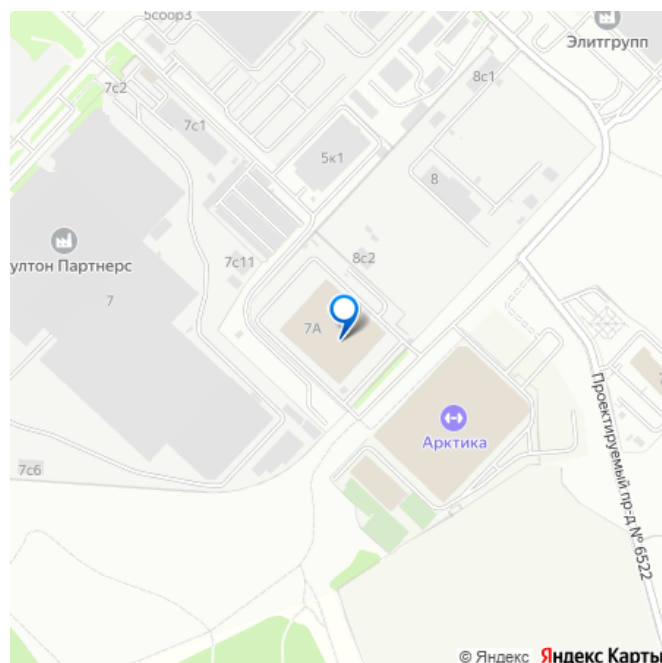 5соор3
Элитгрупп
7с2
8с1
7с1
5к1
8
ултон Партнерс
7с11
8с2
7
7А
Арктика
Проектируемый пр-д № 6522
7с6
© Яндекс Яндекс Карты